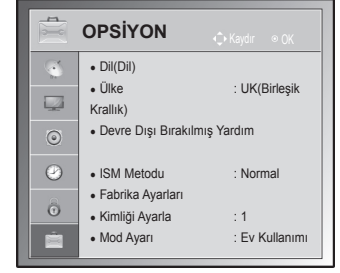 OPSİYON
Kaydır OK
• Dil(Dil)
• Ülke : UK(Birleşik
Krallık)
• Devre Dışı Bırakılmış Yardım
• ISM Metodu : Normal
• Fabrika Ayarları
• Kimliği Ayarla : 1
• Mod Ayarı : Ev Kullanımı